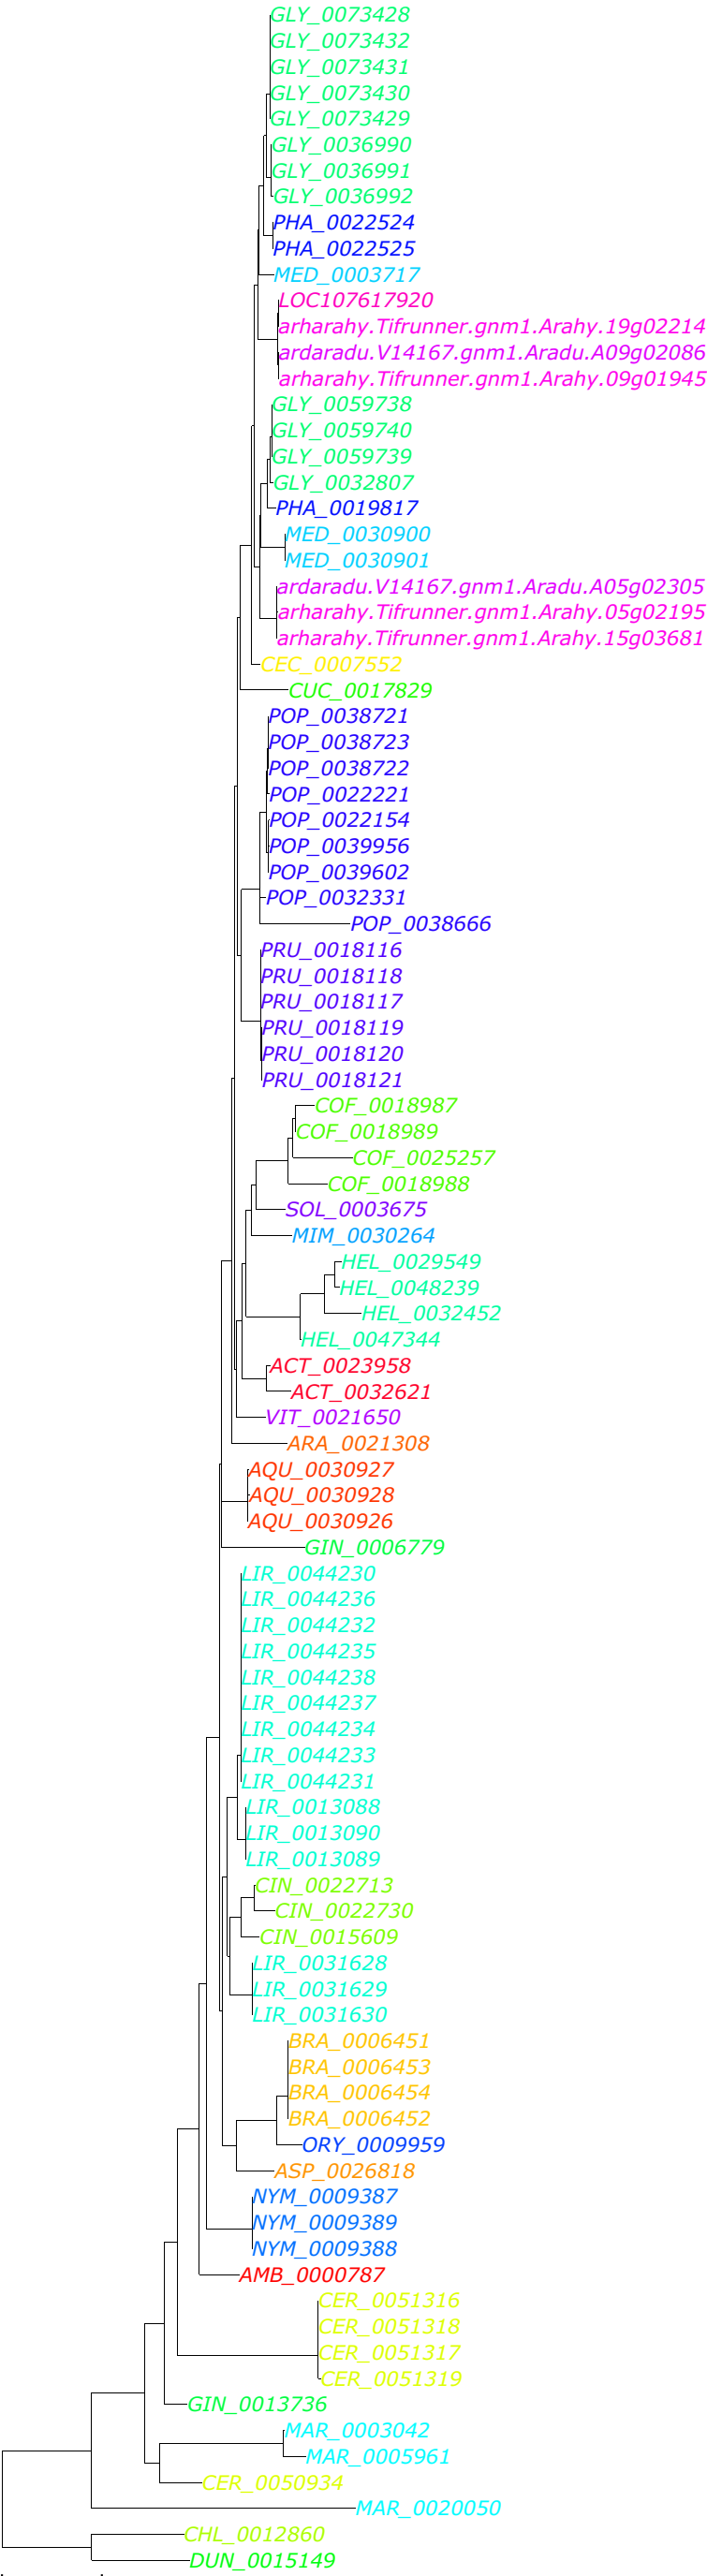 GLY_0073428
GLY_0073432
GLY_0073431
GLY_0073430
GLY_0073429
GLY_0036990
GLY_0036991
GLY_0036992
PHA_0022524
PHA_0022525
MED_0003717
LOC107617920
arharahy.Tifrunner.gnm1.Arahy.19g02214
ardaradu.V14167.gnm1.Aradu.A09g02086
arharahy.Tifrunner.gnm1.Arahy.09g01945
GLY_0059738
GLY_0059740
GLY_0059739
GLY_0032807
PHA_0019817
MED_0030900
MED_0030901
ardaradu.V14167.gnm1.Aradu.A05g02305
arharahy.Tifrunner.gnm1.Arahy.05g02195
arharahy.Tifrunner.gnm1.Arahy.15g03681
CEC_0007552
CUC_0017829
POP_0038721
POP_0038723
POP_0038722
POP_0022221
POP_0022154
POP_0039956
POP_0039602
POP_0032331
POP_0038666
PRU_0018116
PRU_0018118
PRU_0018117
PRU_0018119
PRU_0018120
PRU_0018121
COF_0018987
COF_0018989
COF_0025257
COF_0018988
SOL_0003675
MIM_0030264
HEL_0029549
HEL_0048239
HEL_0032452
HEL_0047344
ACT_0023958
ACT_0032621
VIT_0021650
ARA_0021308
AQU_0030927
AQU_0030928
AQU_0030926
GIN_0006779
LIR_0044230
LIR_0044236
LIR_0044232
LIR_0044235
LIR_0044238
LIR_0044237
LIR_0044234
LIR_0044233
LIR_0044231
LIR_0013088
LIR_0013090
LIR_0013089
CIN_0022713
CIN_0022730
CIN_0015609
LIR_0031628
LIR_0031629
LIR_0031630
BRA_0006451
BRA_0006453
BRA_0006454
BRA_0006452
ORY_0009959
ASP_0026818
NYM_0009387
NYM_0009389
NYM_0009388
AMB_0000787
CER_0051316
CER_0051318
CER_0051317
CER_0051319
GIN_0013736
MAR_0003042
MAR_0005961
CER_0050934
MAR_0020050
CHL_0012860
DUN_0015149